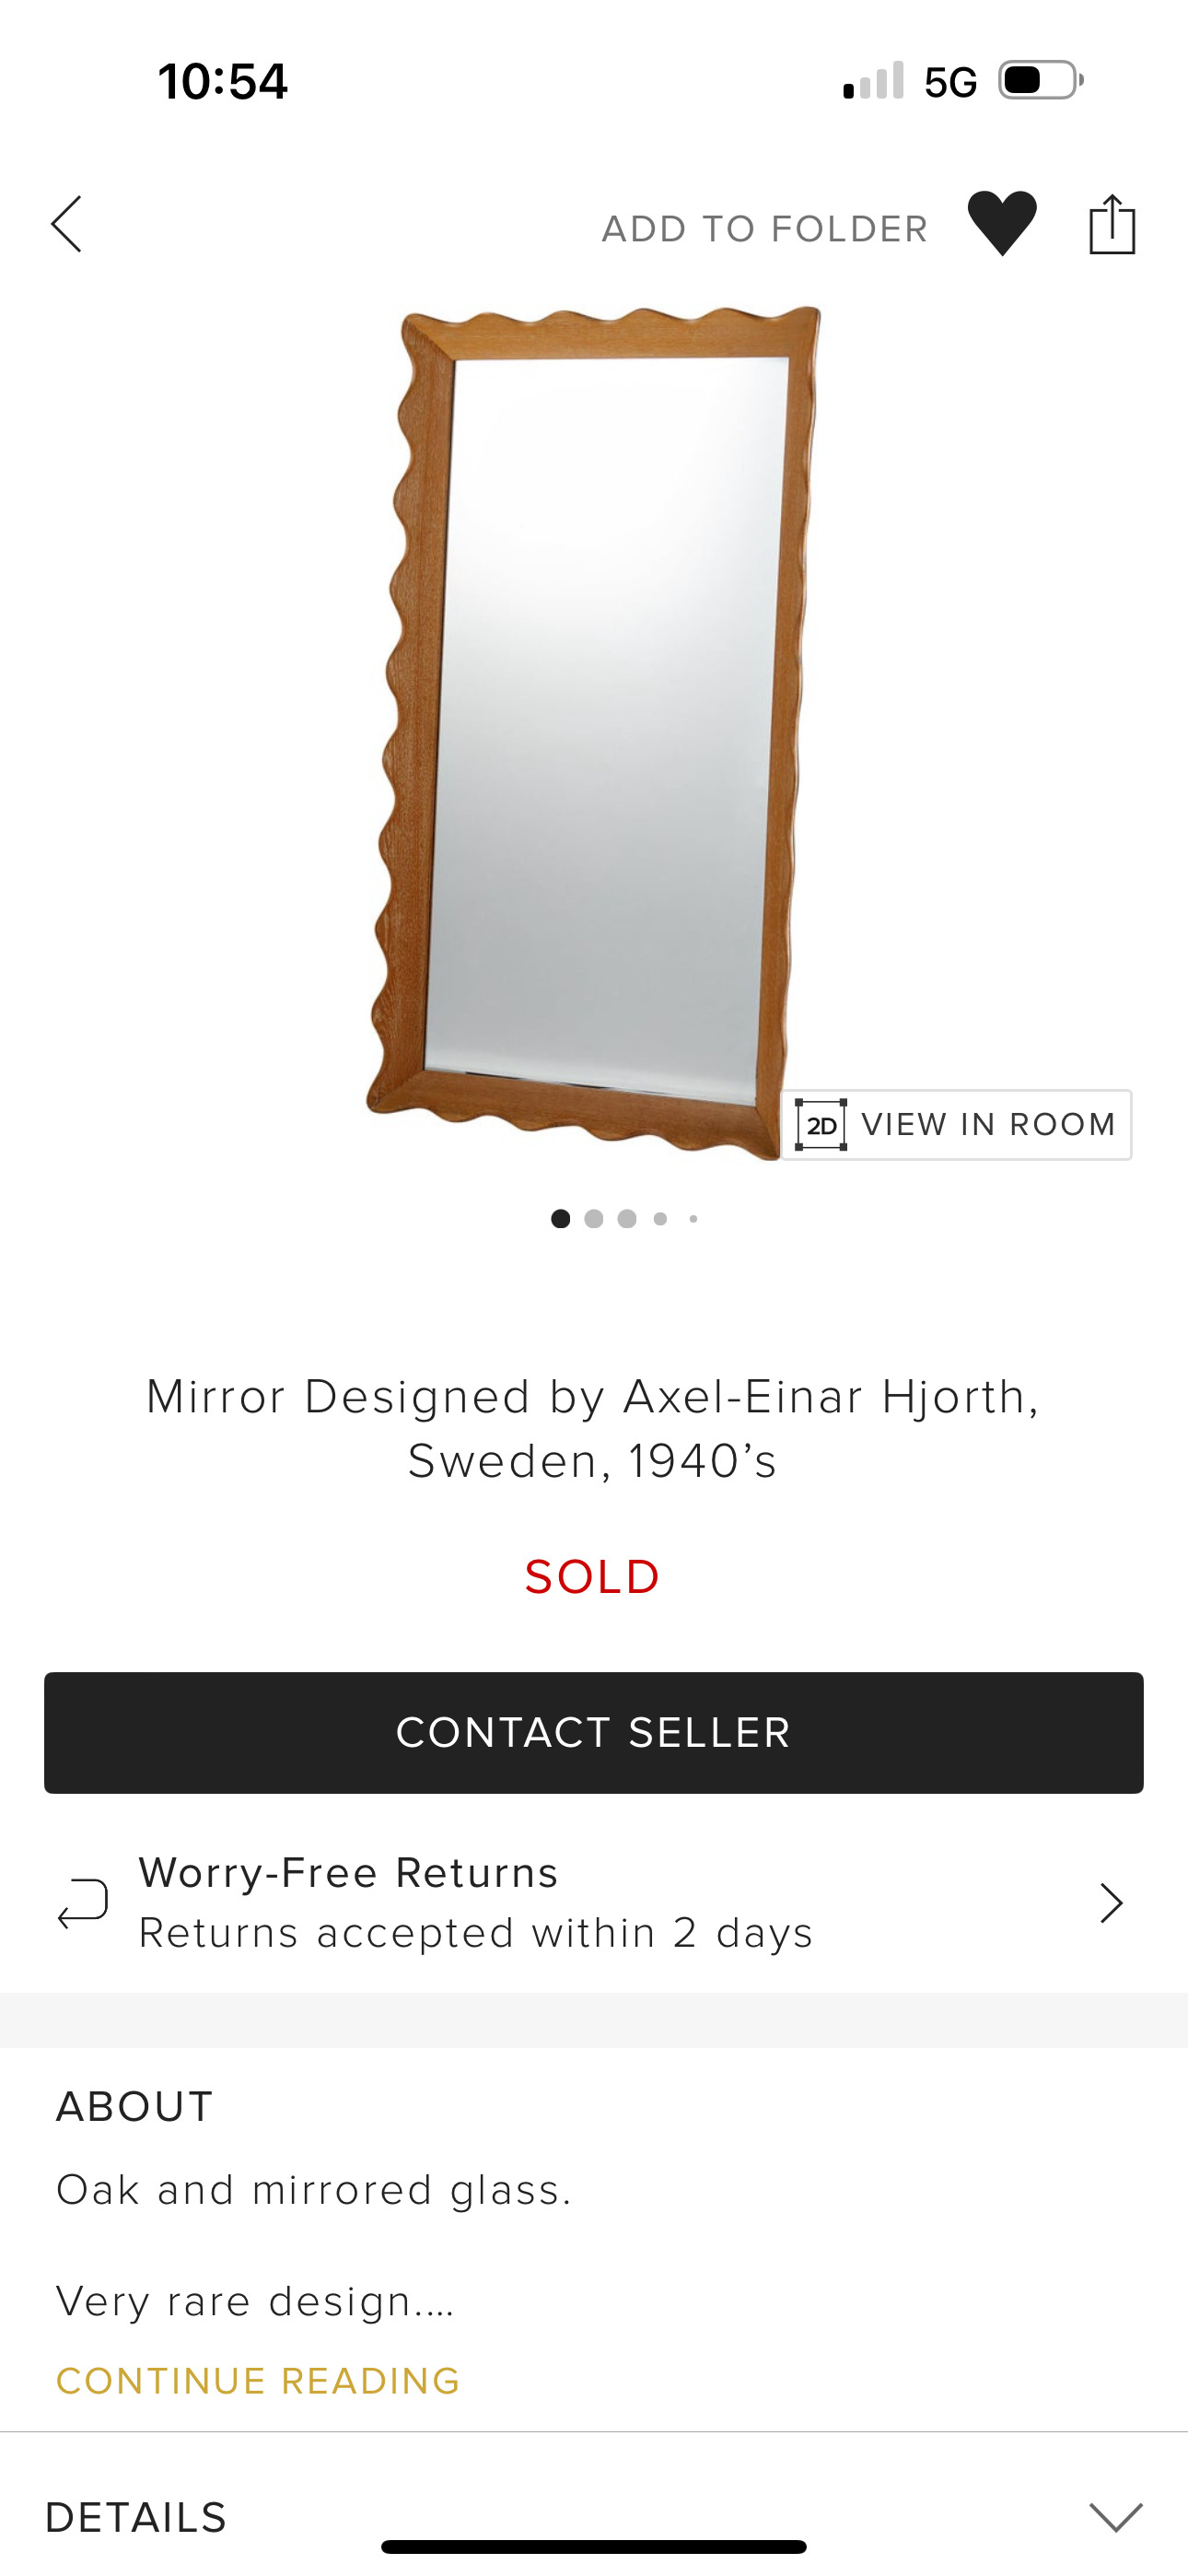 10:54
5G
ADD TO FOLDER
2D VIEW IN ROOM
Mirror Designed by Axel-Einar Hjorth,
Sweden, 1940’s
SOLD
CONTACT SELLER
Worry-Free Returns
Returns accepted within 2 days
ABOUT
Oak and mirrored glass.
Very rare design....
CONTINUE READING
DETAILS